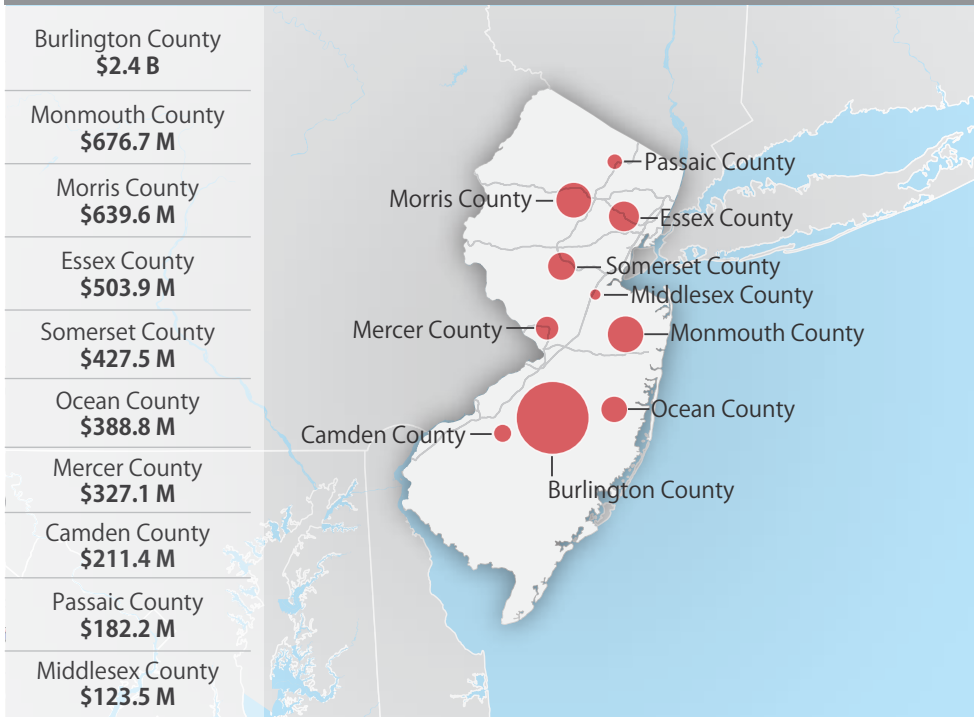 Burlington County
$2.4 B
Monmouth County
$676.7 M
Morris County
$639.6 M
Essex County
$503.9 M
Somerset County
$427.5 M
Ocean County
$388.8 M
Mercer County
$327.1 M
Camden County
$211.4 M
Passaic County
$182.2 M
Middlesex County
$123.5 M
Passaic County
Morris County
Essex County
Somerset County
Middlesex County
Mercer County
Monmouth County
Ocean County
Camden County
Burlington County